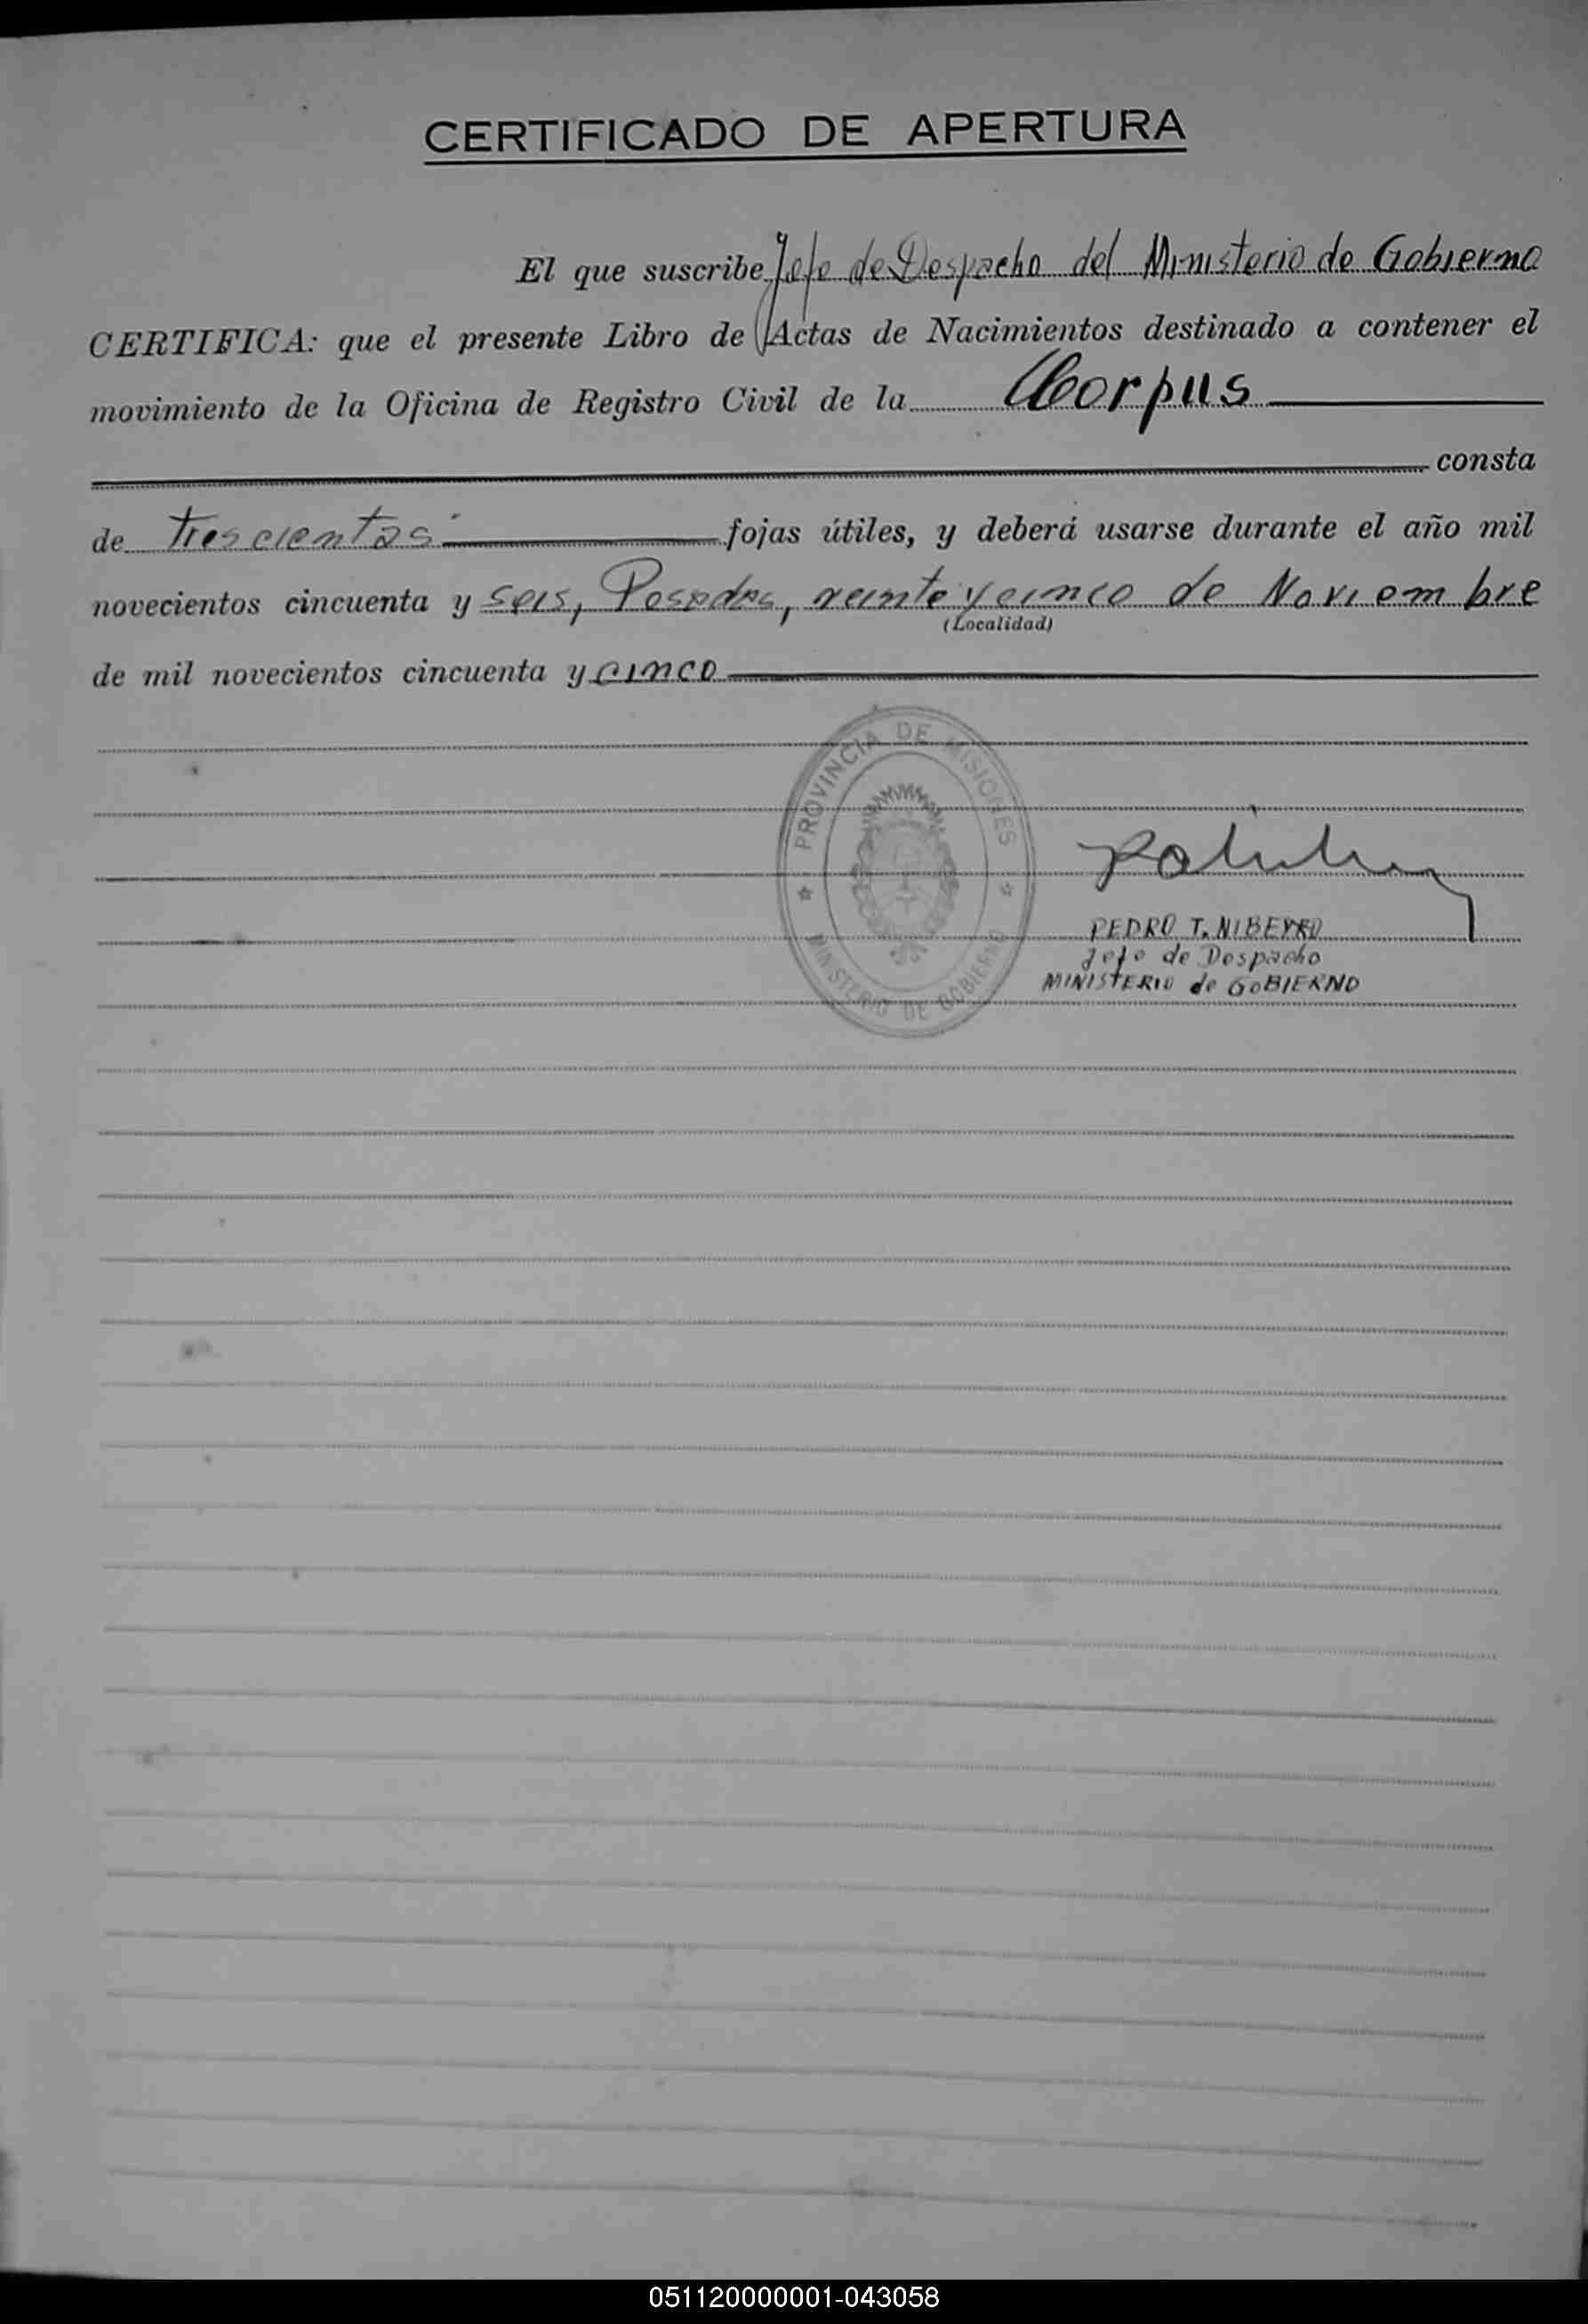 CERTIFICADO DE APERTURA
El que suscribe Jefe de Despacho del Ministerio de Gobierno
CERTIFICA: que el presente Libro de Actas de Nacimientos destinado a contener el
movimiento de la Oficina de Registro Civil de la Corpus
consta
de trescientas fojas útiles, y deberá usarse durante el año mil
novecientos cincuenta y seis, Posadas, veinte y cinco de Noviembre
(Localidad)
de mil novecientos cincuenta y cinco
PROVINCIA DE MISIONES
MINISTERIO DE GOBIERNO
PEDRO T. NIBEYRO
Jefe de Despacho
MINISTERIO de GOBIERNO
051120000001-043058